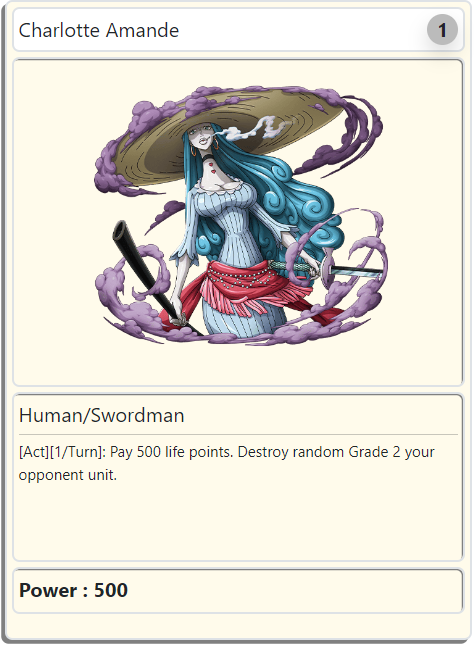 Charlotte Amande
1
Human/Swordman
[Act][1/Turn]: Pay 500 life points. Destroy random Grade 2 your
opponent unit.
Power : 500